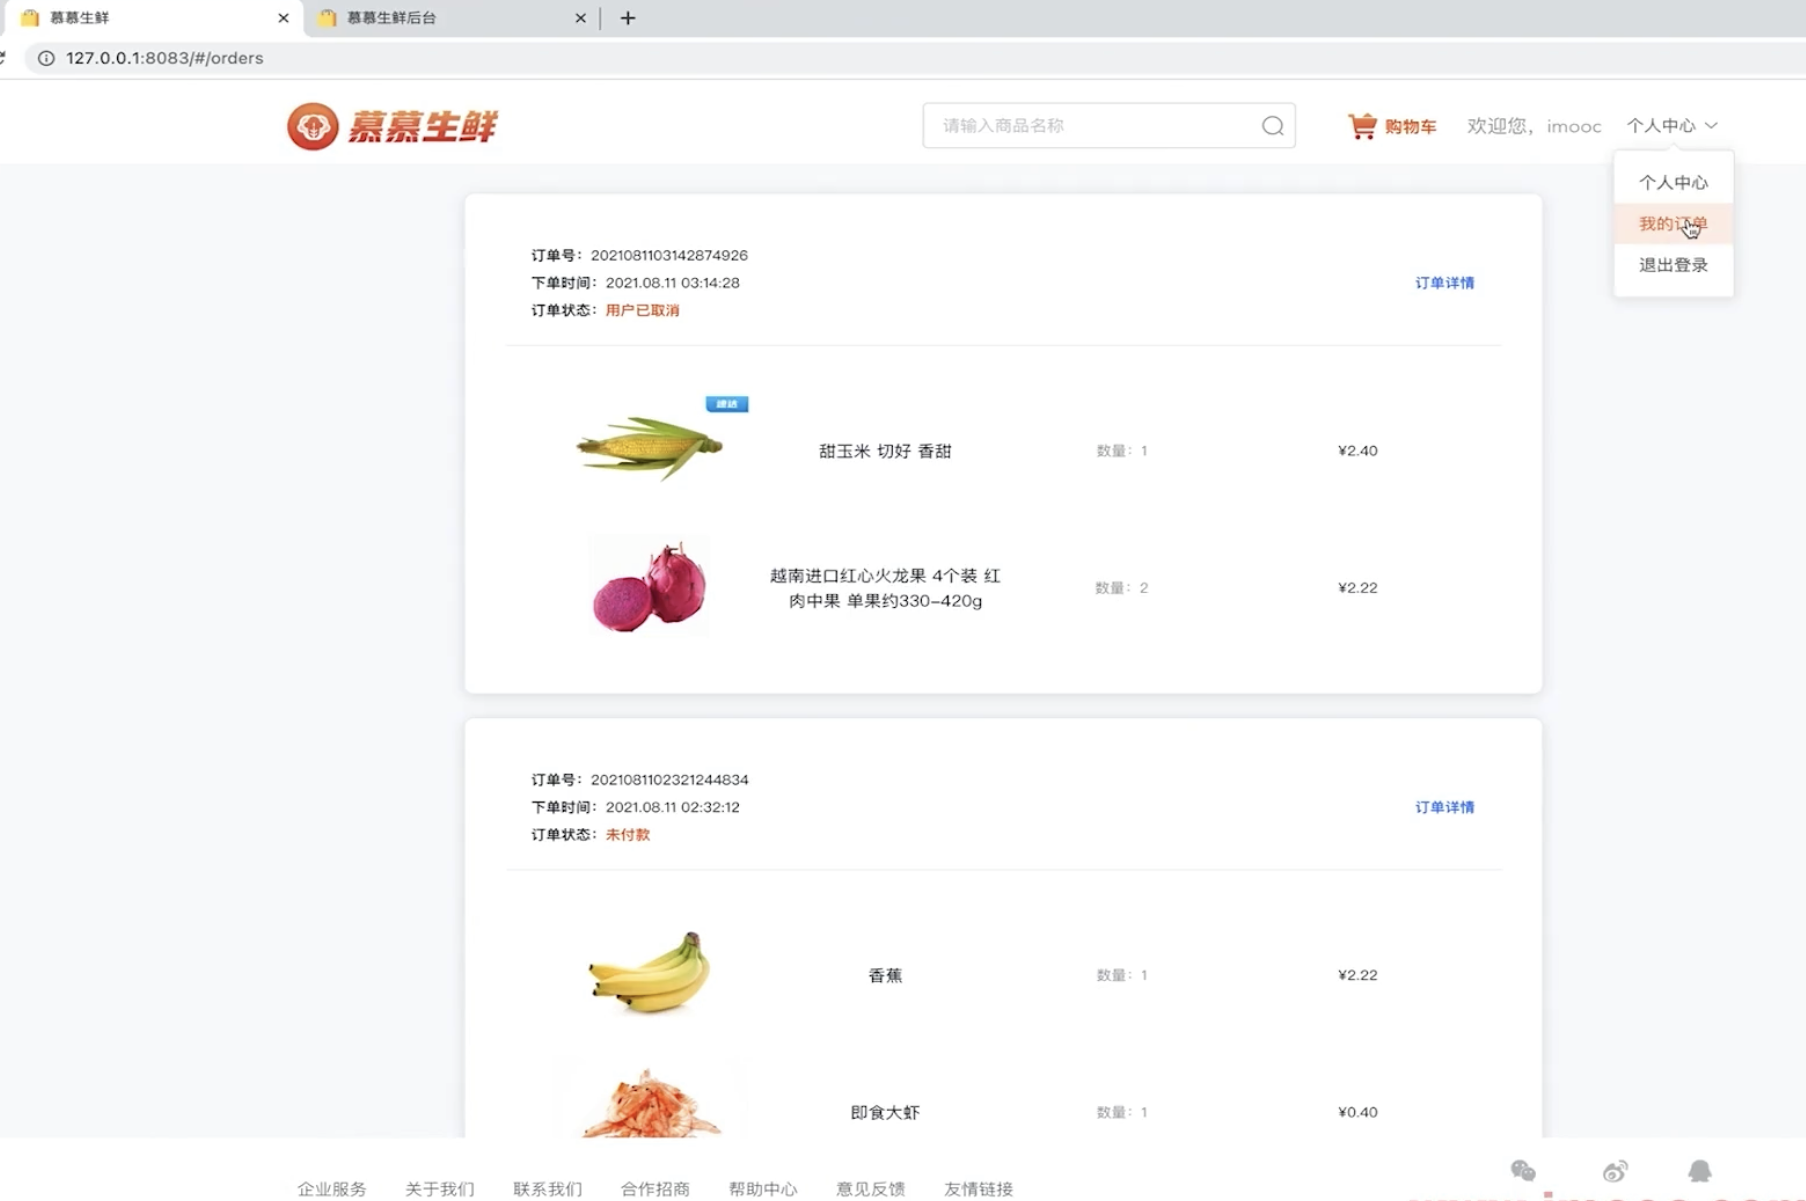 慕慕生鲜
慕慕生鲜后台
127.0.0.1:8083/#/orders
慕慕生鲜
请输入商品名称
购物车
欢迎您，imooc
个人中心
个人中心
我的订单
退出登录
订单号：2021081103142874926
下单时间：2021.08.11 03:14:28
订单详情
订单状态：用户已取消
速达
甜玉米 切好 香甜
数量：1
¥2.40
越南进口红心火龙果 4个装 红
肉中果 单果约330-420g
数量：2
¥2.22
订单号：2021081102321244834
下单时间：2021.08.11 02:32:12
订单详情
订单状态：未付款
香蕉
数量：1
¥2.22
即食大虾
数量：1
¥0.40
企业服务
关于我们
联系我们
合作招商
帮助中心
意见反馈
友情链接